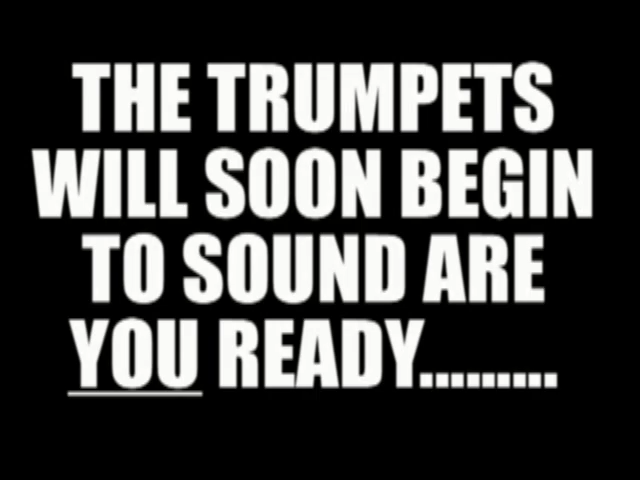 THE TRUMPETS
WILL SOON BEGIN
TO SOUND ARE
YOU READY.........